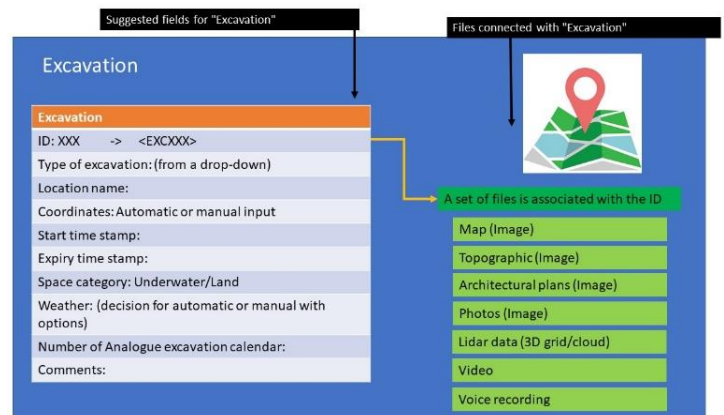 Suggested fields for "Excavation"
Files connected with "Excavation"
Excavation
Excavation
ID: XXX -> <EXCXXX>
Type of excavation: (from a drop-down)
Location name:
Coordinates: Automatic or manual input
Start time stamp:
Expiry time stamp:
Space category: Underwater/Land
Weather: (decision for automatic or manual with
options)
Number of Analogue excavation calendar:
Comments:
A set of files is associated with the ID
Map (Image)
Topographic (Image)
Architectural plans (Image)
Photos (Image)
Lidar data (3D grid/cloud)
Video
Voice recording